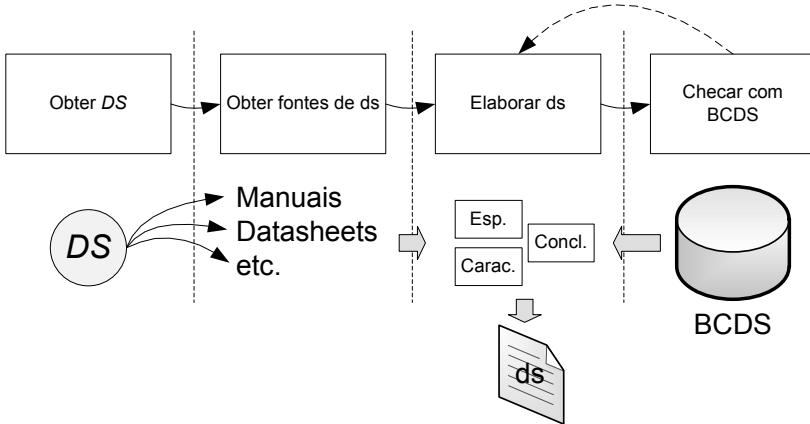 Obter DS
Obter fontes de ds
Elaborar ds
Checar com
BCDS
DS
Manuais
Datasheets
etc.
Esp.
Concl.
Carac.
BCDS
ds